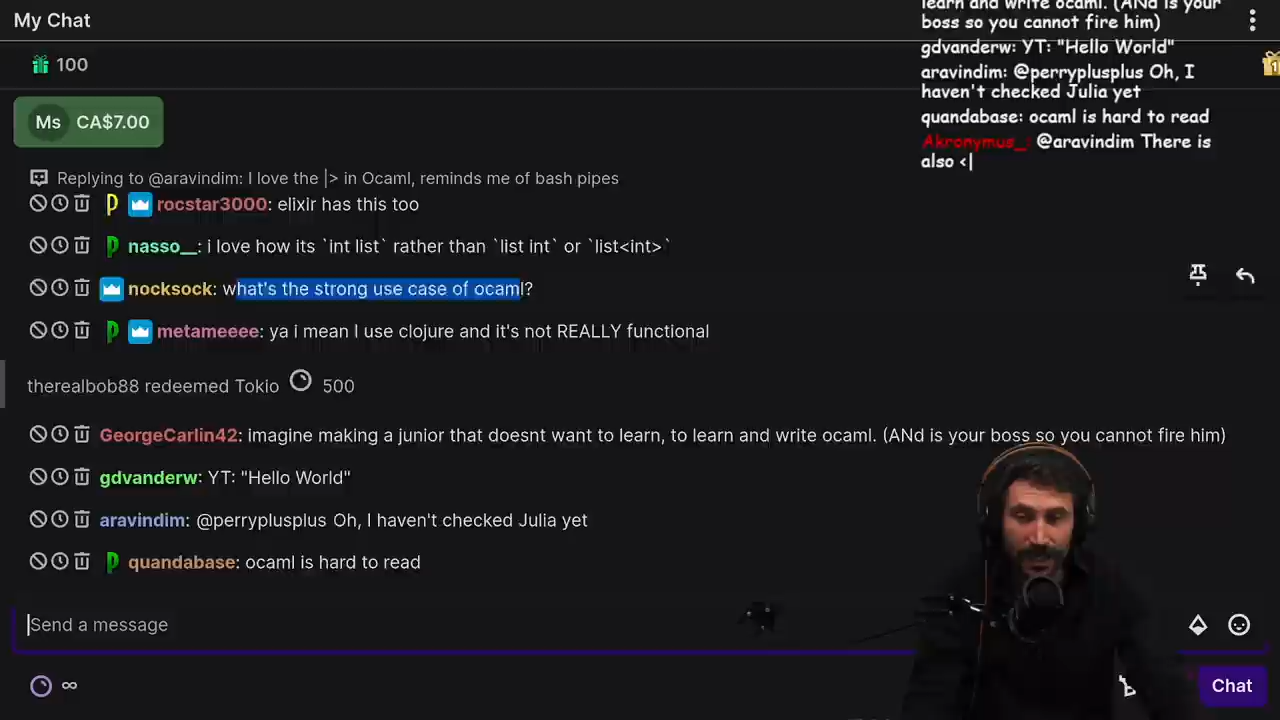 My Chat
learn and write ocaml. (ANd is your
boss so you cannot fire him)
gdvanderw: YT: "Hello World"
aravindim: @perryplusplus Oh, I
haven't checked Julia yet
quandabase: ocaml is hard to read
Akronymus_: @aravindim There is
also <|
100
1
Ms CA$7.00
Replying to @aravindim: I love the |> in Ocaml, reminds me of bash pipes
rocstar3000: elixir has this too
nasso__: i love how its `int list` rather than `list int` or `list<int>`
nocksock: what's the strong use case of ocaml?
metameeee: ya i mean I use clojure and it's not REALLY functional
therealbob88 redeemed Tokio 500
GeorgeCarlin42: imagine making a junior that doesnt want to learn, to learn and write ocaml. (ANd is your boss so you cannot fire him)
gdvanderw: YT: "Hello World"
aravindim: @perryplusplus Oh, I haven't checked Julia yet
quandabase: ocaml is hard to read
Send a message
∞
Chat